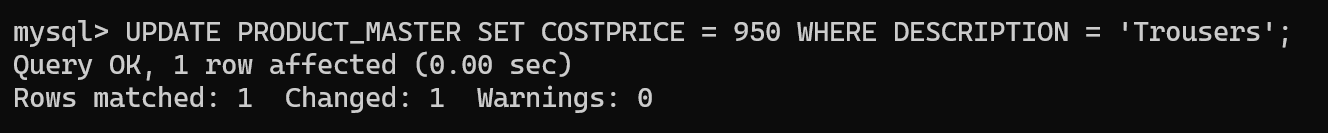 mysql> UPDATE PRODUCT_MASTER SET COSTPRICE = 950 WHERE DESCRIPTION = 'Trousers';
Query OK, 1 row affected (0.00 sec)
Rows matched: 1  Changed: 1  Warnings: 0